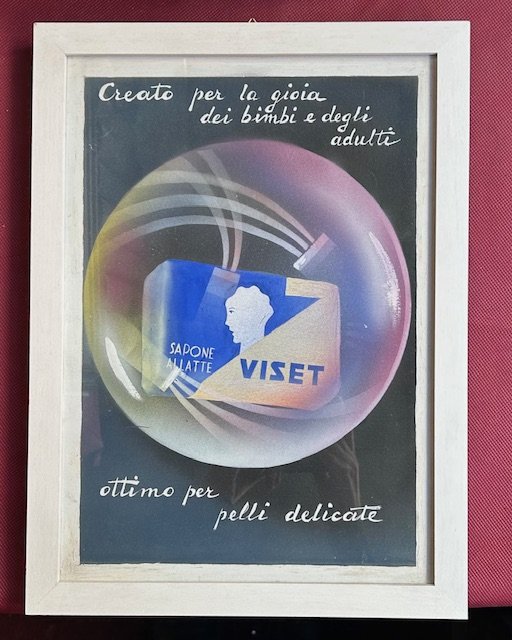 Creato per la gioia
dei bimbi e degli
adulti
SAPONE
AL LATTE
VISET
ottimo per
pelli delicate